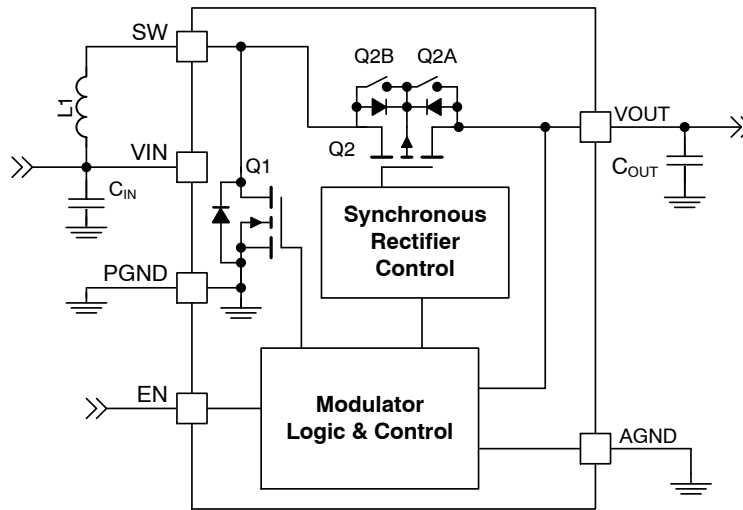 SW
Q2B
Q2A
L1
VOUT
VIN
Q1
Q2
CIN
COUT
Synchronous
Rectifier
Control
PGND
EN
Modulator
Logic & Control
AGND